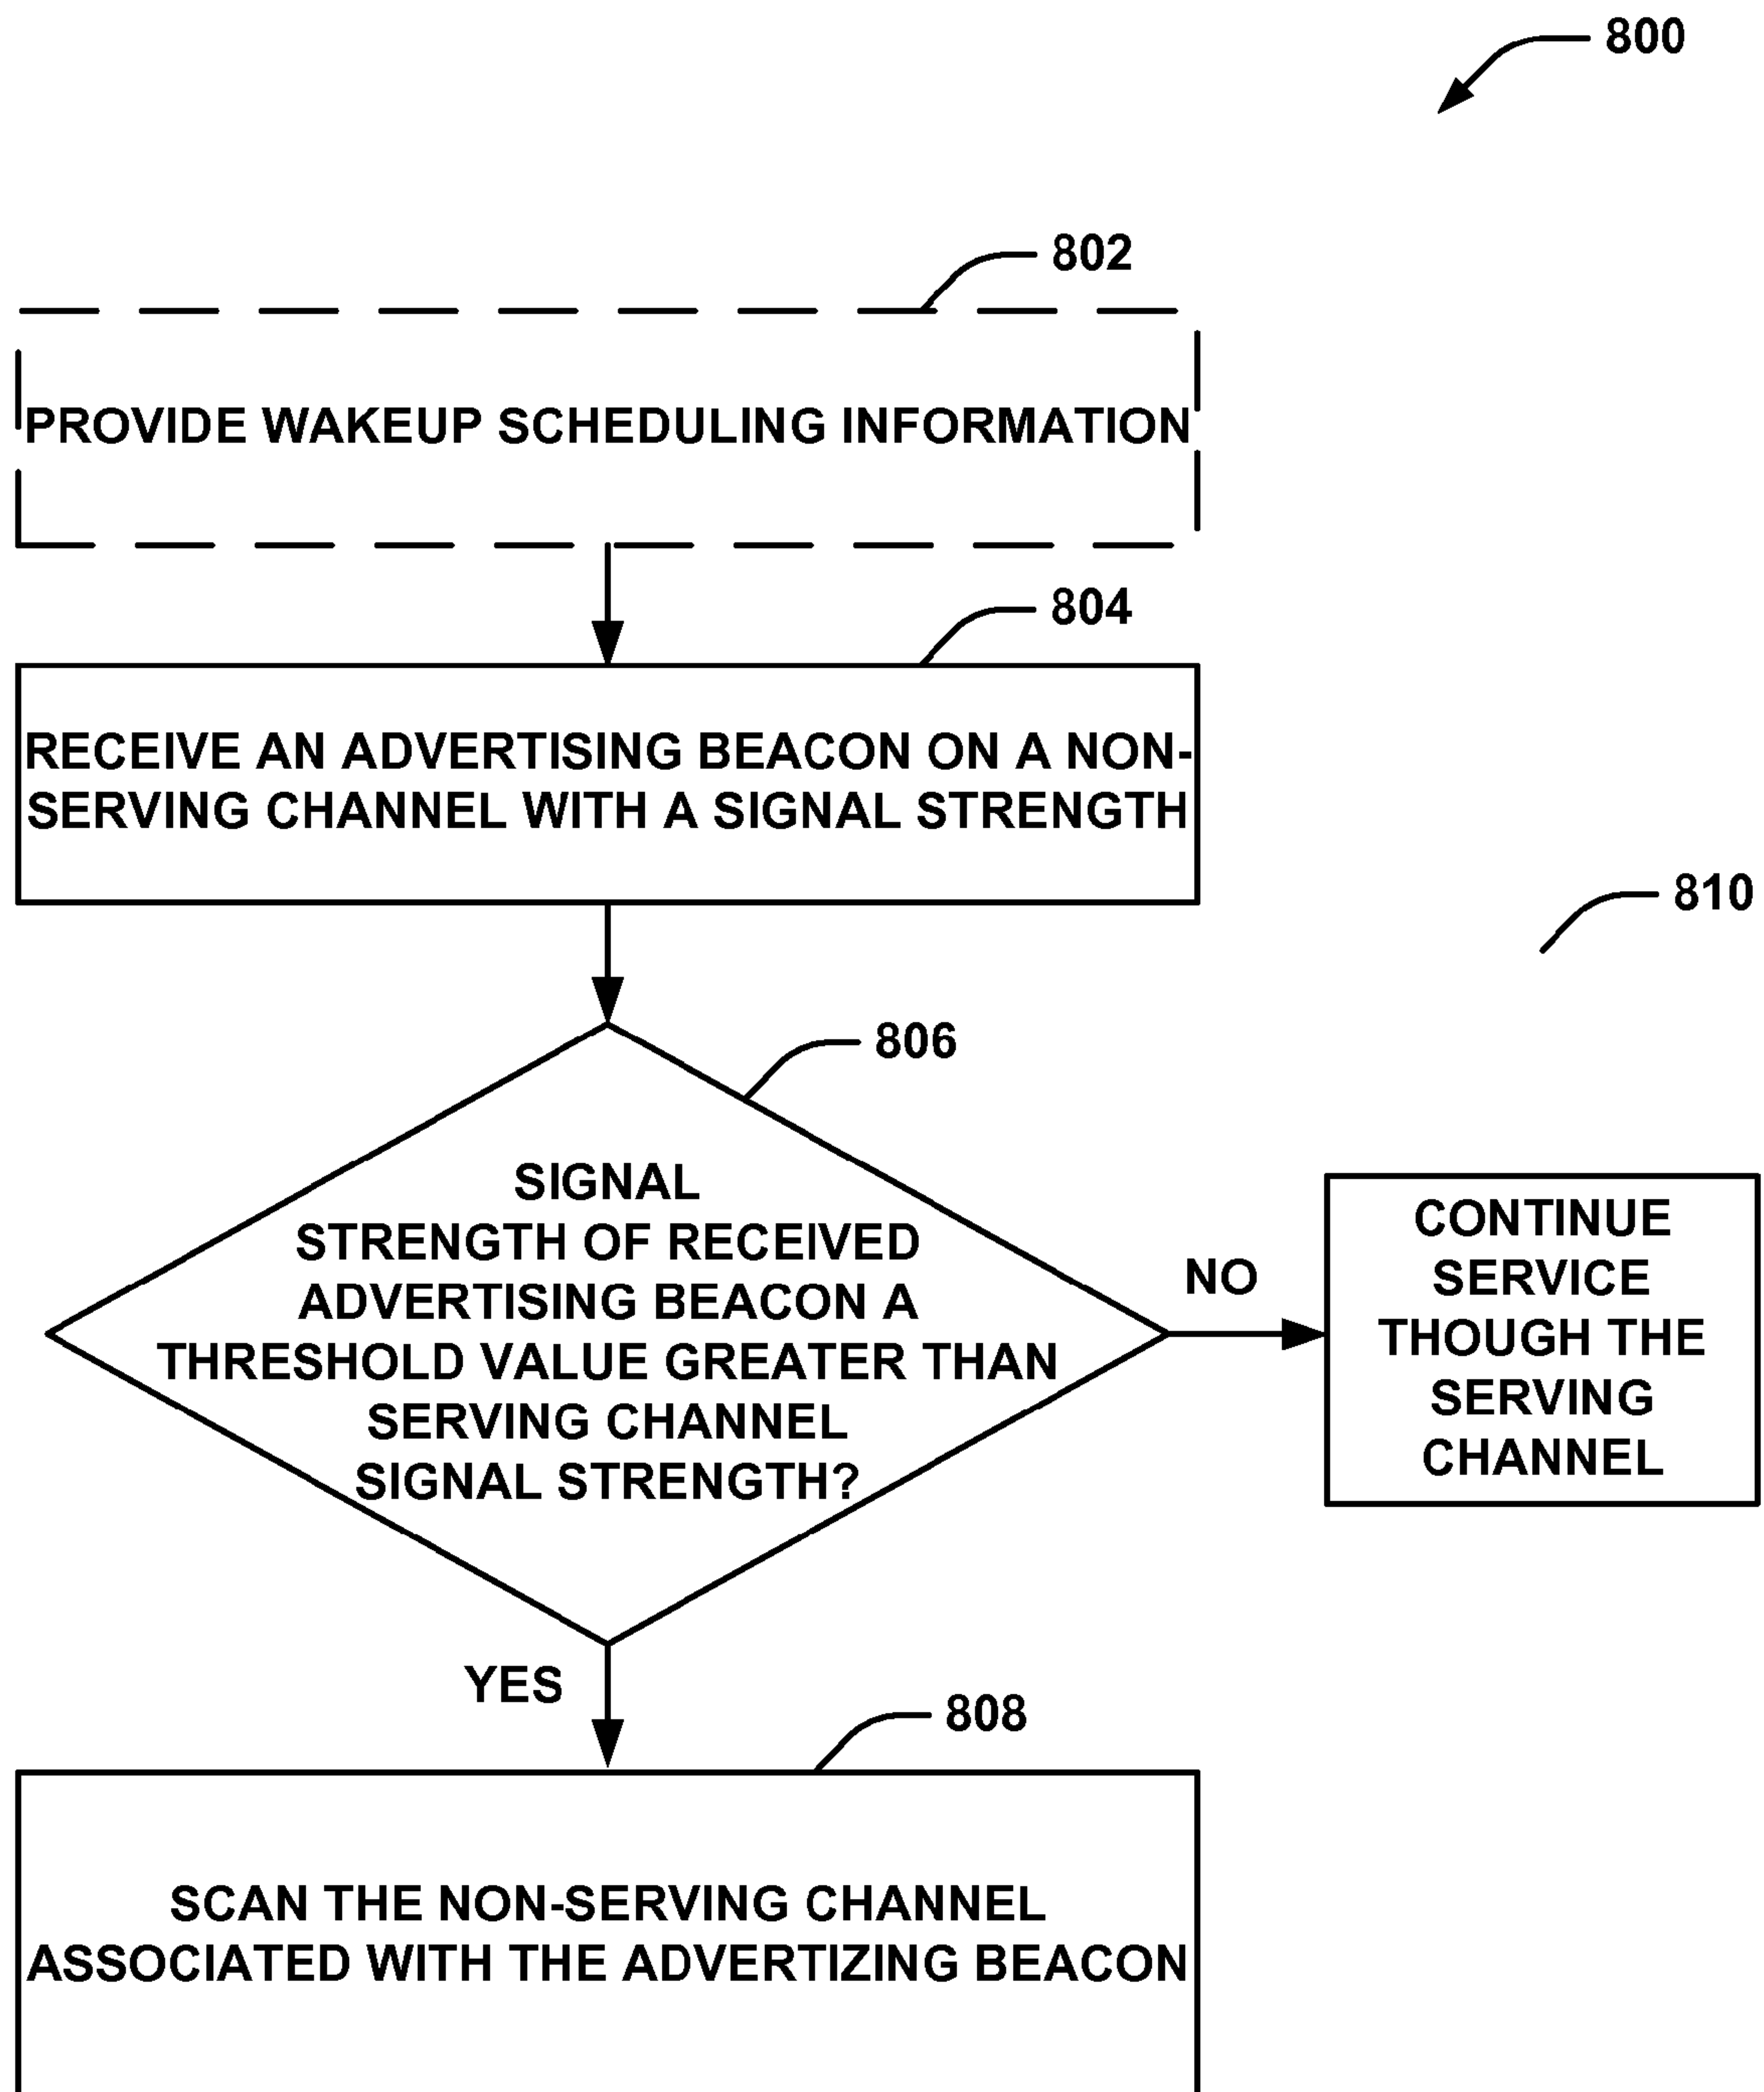 800
802
PROVIDE WAKEUP SCHEDULING INFORMATION
804
RECEIVE AN ADVERTISING BEACON ON A NON-
SERVING CHANNEL WITH A SIGNAL STRENGTH
810
806
SIGNAL
STRENGTH OF RECEIVED
ADVERTISING BEACON A
THRESHOLD VALUE GREATER THAN
SERVING CHANNEL
SIGNAL STRENGTH?
NO
CONTINUE
SERVICE
THOUGH THE
SERVING
CHANNEL
YES
808
SCAN THE NON-SERVING CHANNEL
ASSOCIATED WITH THE ADVERTIZING BEACON